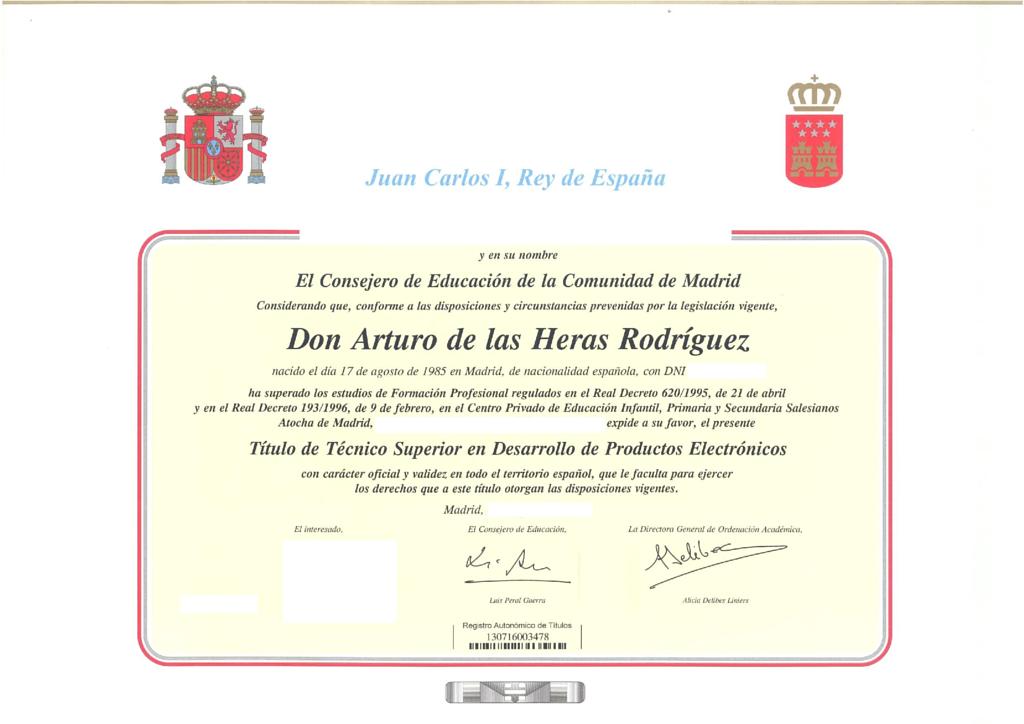 Juan Carlos I, Rey de España
y en su nombre
El Consejero de Educación de la Comunidad de Madrid
Considerando que, conforme a las disposiciones y circunstancias prevenidas por la legislación vigente,
Don Arturo de las Heras Rodríguez
nacido el día 17 de agosto de 1985 en Madrid, de nacionalidad española, con DNI
ha superado los estudios de Formación Profesional regulados en el Real Decreto 620/1995, de 21 de abril
y en el Real Decreto 193/1996, de 9 de febrero, en el Centro Privado de Educación Infantil, Primaria y Secundaria Salesianos
Atocha de Madrid, expide a su favor, el presente
Título de Técnico Superior en Desarrollo de Productos Electrónicos
con carácter oficial y validez en todo el territorio español, que le faculta para ejercer
los derechos que a este título otorgan las disposiciones vigentes.
Madrid,
El interesado, El Consejero de Educación, La Directora General de Ordenación Académica,
Luis Peral Guerra Alicia Delibes Liniers
Registro Autonómico de Títulos
130716003478